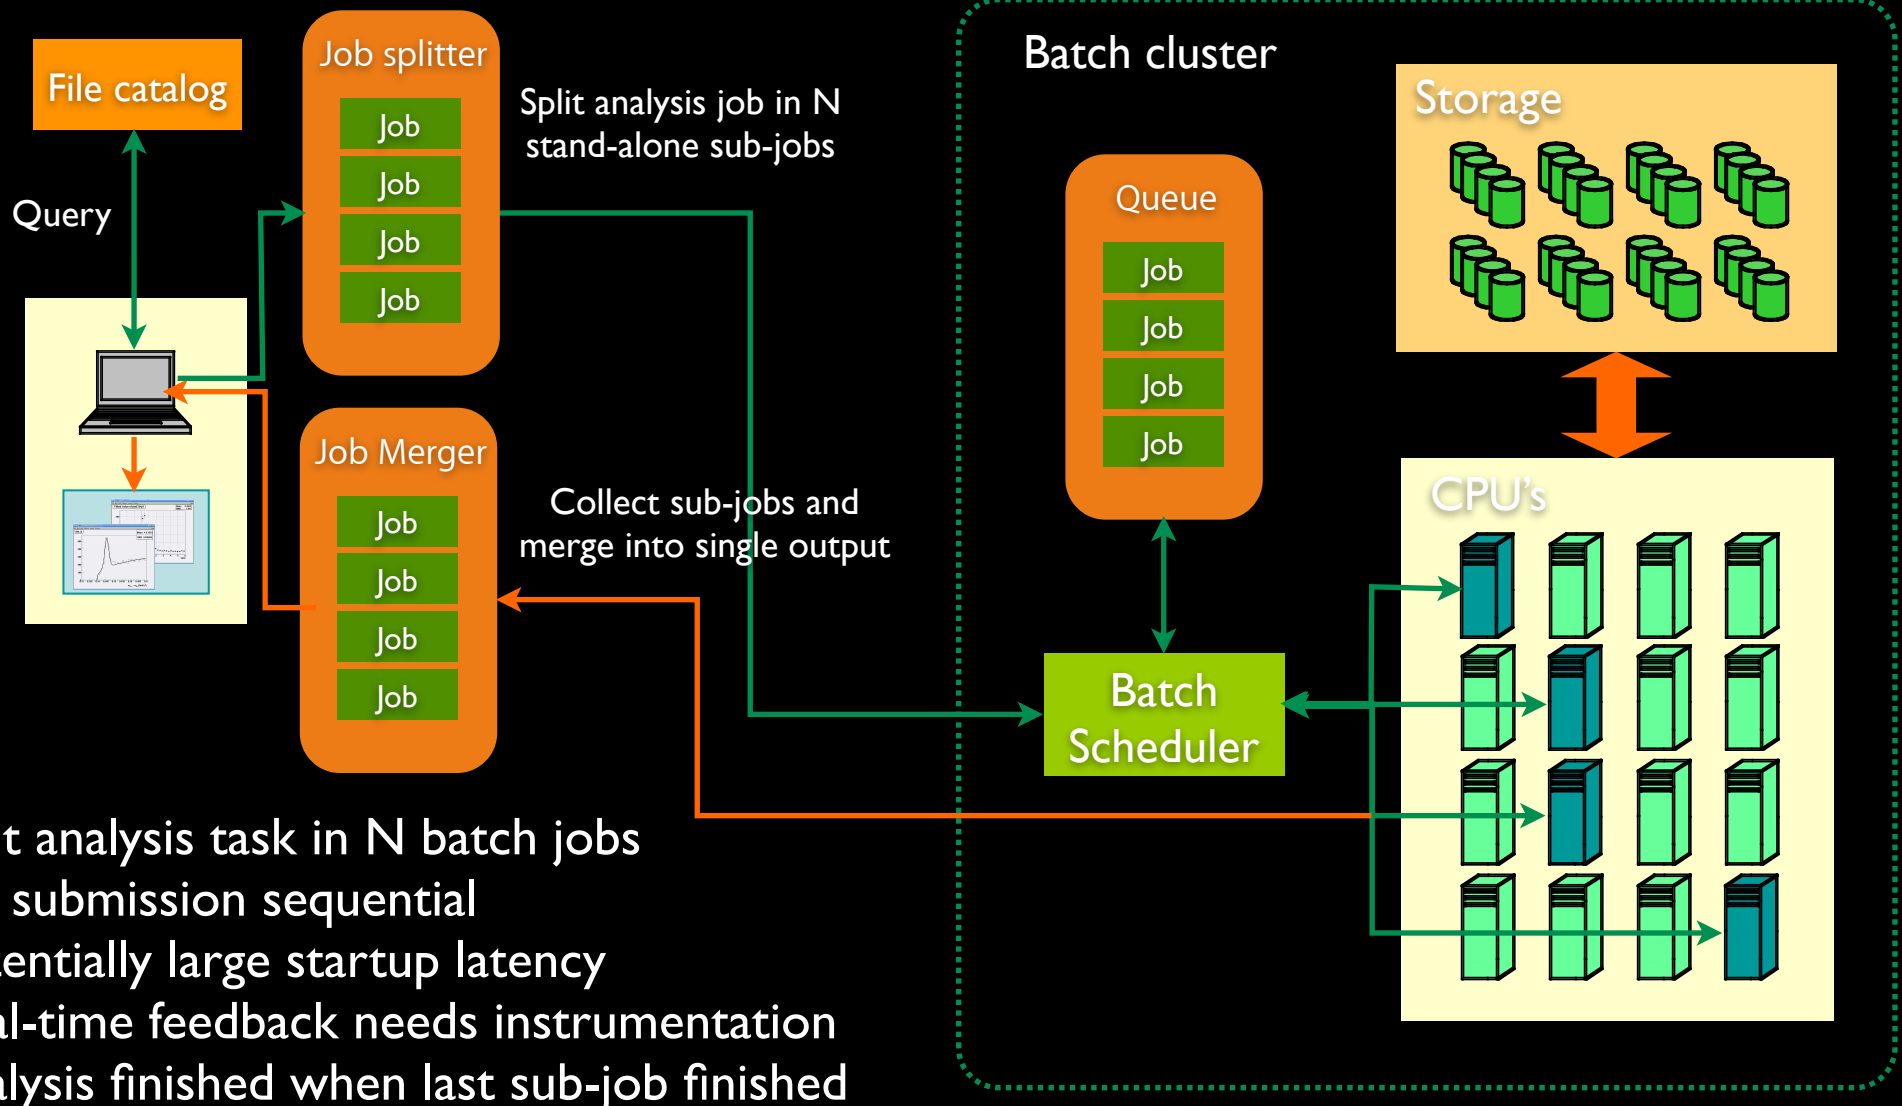 File catalog
Query
Job splitter
Job
Job
Job
Job
Split analysis job in N
stand-alone sub-jobs
Job Merger
Job
Job
Job
Job
Collect sub-jobs and
merge into single output
Batch cluster
Queue
Job
Job
Job
Job
Batch
Scheduler
Storage
CPU's
t analysis task in N batch jobs
submission sequential
entially large startup latency
al-time feedback needs instrumentation
alysis finished when last sub-job finished